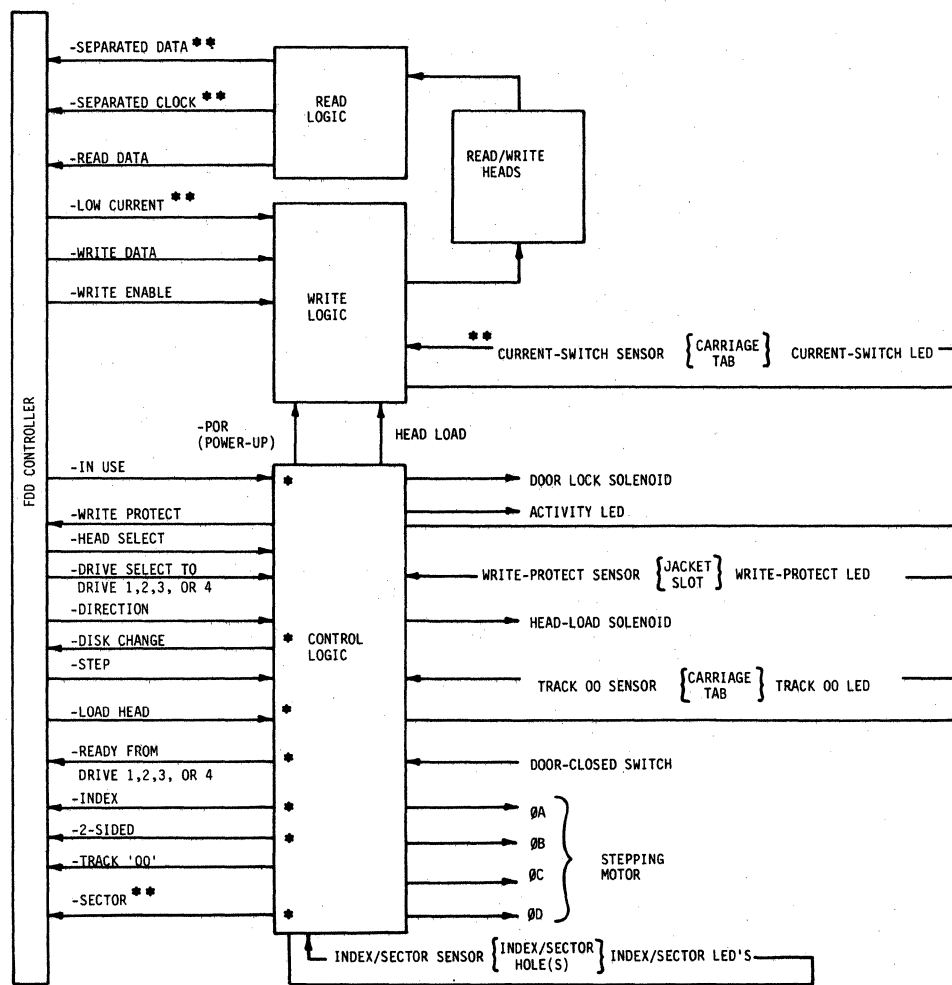 FDD CONTROLLER
-SEPARATED DATA **
-SEPARATED CLOCK **
-READ DATA
READ
LOGIC
READ/WRITE
HEADS
-LOW CURRENT **
-WRITE DATA
-WRITE ENABLE
WRITE
LOGIC
** CURRENT-SWITCH SENSOR { CARRIAGE TAB } CURRENT-SWITCH LED
-POR
(POWER-UP)
HEAD LOAD
-IN USE *
-WRITE PROTECT
-HEAD SELECT
-DRIVE SELECT TO
DRIVE 1,2,3, OR 4
-DIRECTION
-DISK CHANGE *
-STEP
-LOAD HEAD *
-READY FROM *
DRIVE 1,2,3, OR 4
-INDEX *
-2-SIDED *
-TRACK '00'
-SECTOR ** *
CONTROL
LOGIC
DOOR LOCK SOLENOID
ACTIVITY LED
WRITE-PROTECT SENSOR { JACKET SLOT } WRITE-PROTECT LED
HEAD-LOAD SOLENOID
TRACK 00 SENSOR { CARRIAGE TAB } TRACK 00 LED
DOOR-CLOSED SWITCH
ØA
ØB
ØC
ØD
STEPPING
MOTOR
INDEX/SECTOR SENSOR { INDEX/SECTOR HOLE(S) } INDEX/SECTOR LED'S